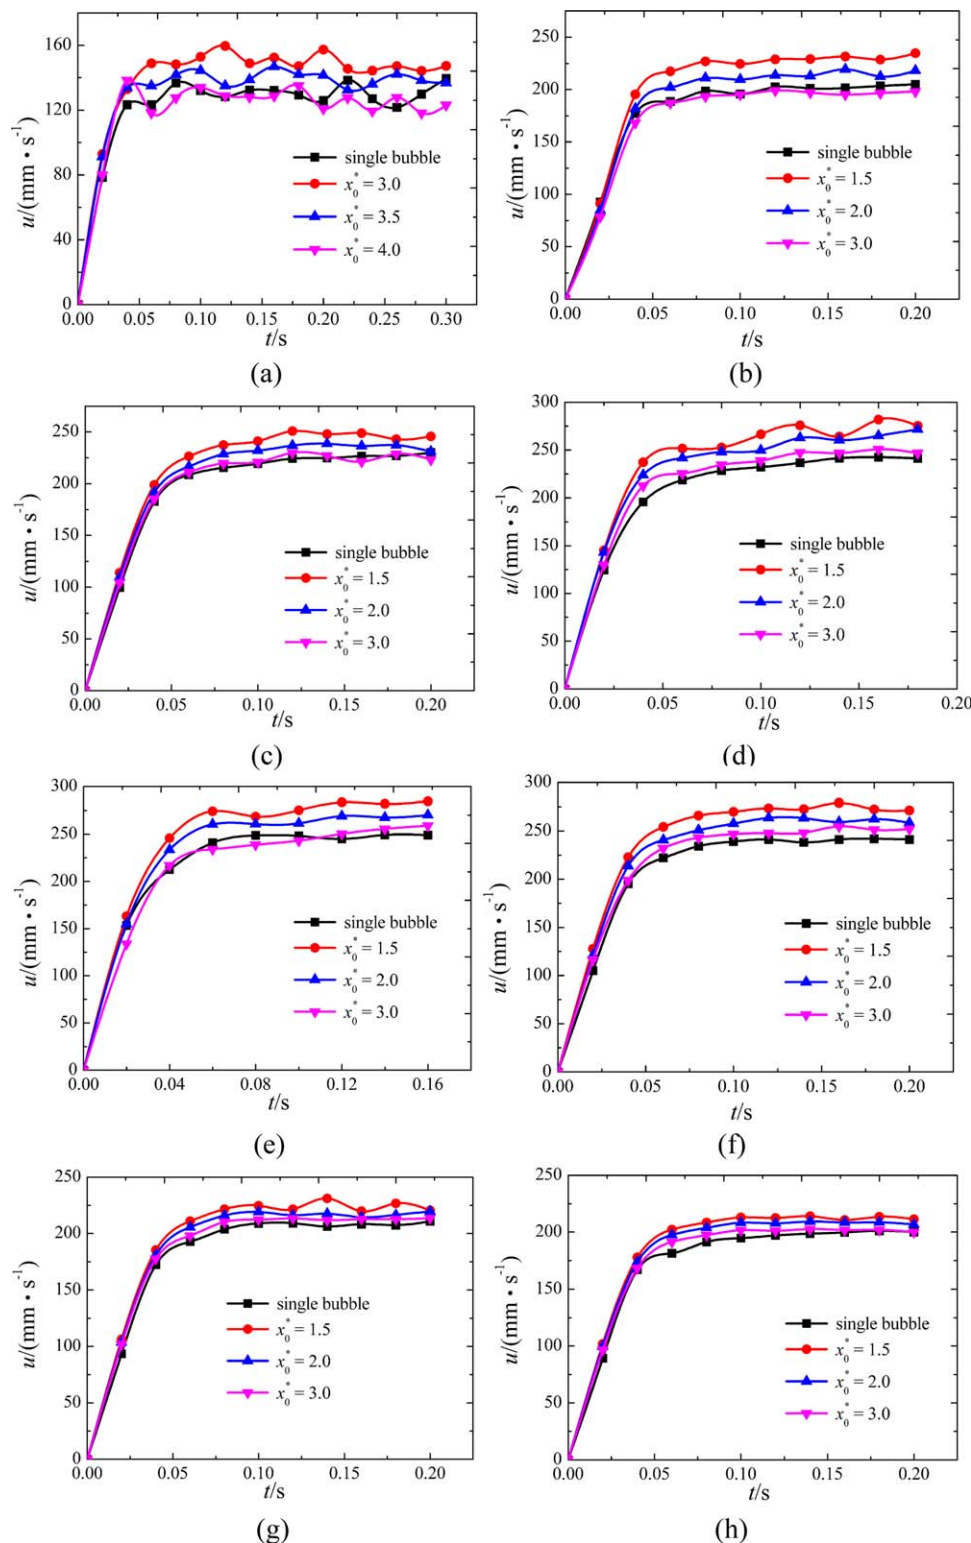 160
120
80
40
0
u/(mm • s⁻¹)
single bubble
x₀* = 3.0
x₀* = 3.5
x₀* = 4.0
0.00 0.05 0.10 0.15 0.20 0.25 0.30
t/s
(a)
250
200
150
100
50
0
u/(mm • s⁻¹)
single bubble
x₀* = 1.5
x₀* = 2.0
x₀* = 3.0
0.00 0.05 0.10 0.15 0.20
t/s
(b)
250
200
150
100
50
0
u/(mm • s⁻¹)
single bubble
x₀* = 1.5
x₀* = 2.0
x₀* = 3.0
0.00 0.05 0.10 0.15 0.20
t/s
(c)
300
250
200
150
100
50
0
u/(mm • s⁻¹)
single bubble
x₀* = 1.5
x₀* = 2.0
x₀* = 3.0
0.00 0.05 0.10 0.15 0.20
t/s
(d)
300
250
200
150
100
50
0
u/(mm • s⁻¹)
single bubble
x₀* = 1.5
x₀* = 2.0
x₀* = 3.0
0.00 0.04 0.08 0.12 0.16
t/s
(e)
300
250
200
150
100
50
0
u/(mm • s⁻¹)
single bubble
x₀* = 1.5
x₀* = 2.0
x₀* = 3.0
0.00 0.05 0.10 0.15 0.20
t/s
(f)
250
200
150
100
50
0
u/(mm • s⁻¹)
single bubble
x₀* = 1.5
x₀* = 2.0
x₀* = 3.0
0.00 0.05 0.10 0.15 0.20
t/s
(g)
250
200
150
100
50
0
u/(mm • s⁻¹)
single bubble
x₀* = 1.5
x₀* = 2.0
x₀* = 3.0
0.00 0.05 0.10 0.15 0.20
t/s
(h)